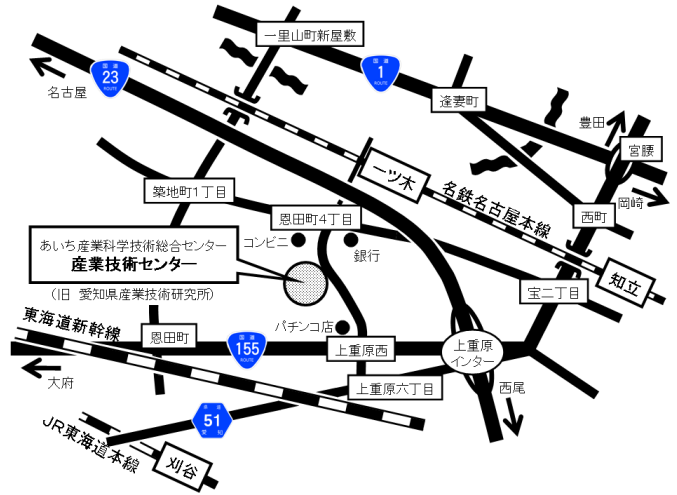 一里山町新屋敷
国道
23
ROUTE
国道
1
ROUTE
名古屋
逢妻町
豊田
宮腰
一ツ木
名鉄名古屋本線
岡崎
築地町1丁目
恩田町4丁目
西町
あいち産業科学技術総合センター
産業技術センター
コンビニ
銀行
(旧 愛知県産業技術研究所)
知立
宝二丁目
東海道新幹線
恩田町
パチンコ店
国道
155
ROUTE
上重原西
上重原
インター
大府
上重原六丁目
西尾
県道
51
愛知
JR東海道本線
刈谷